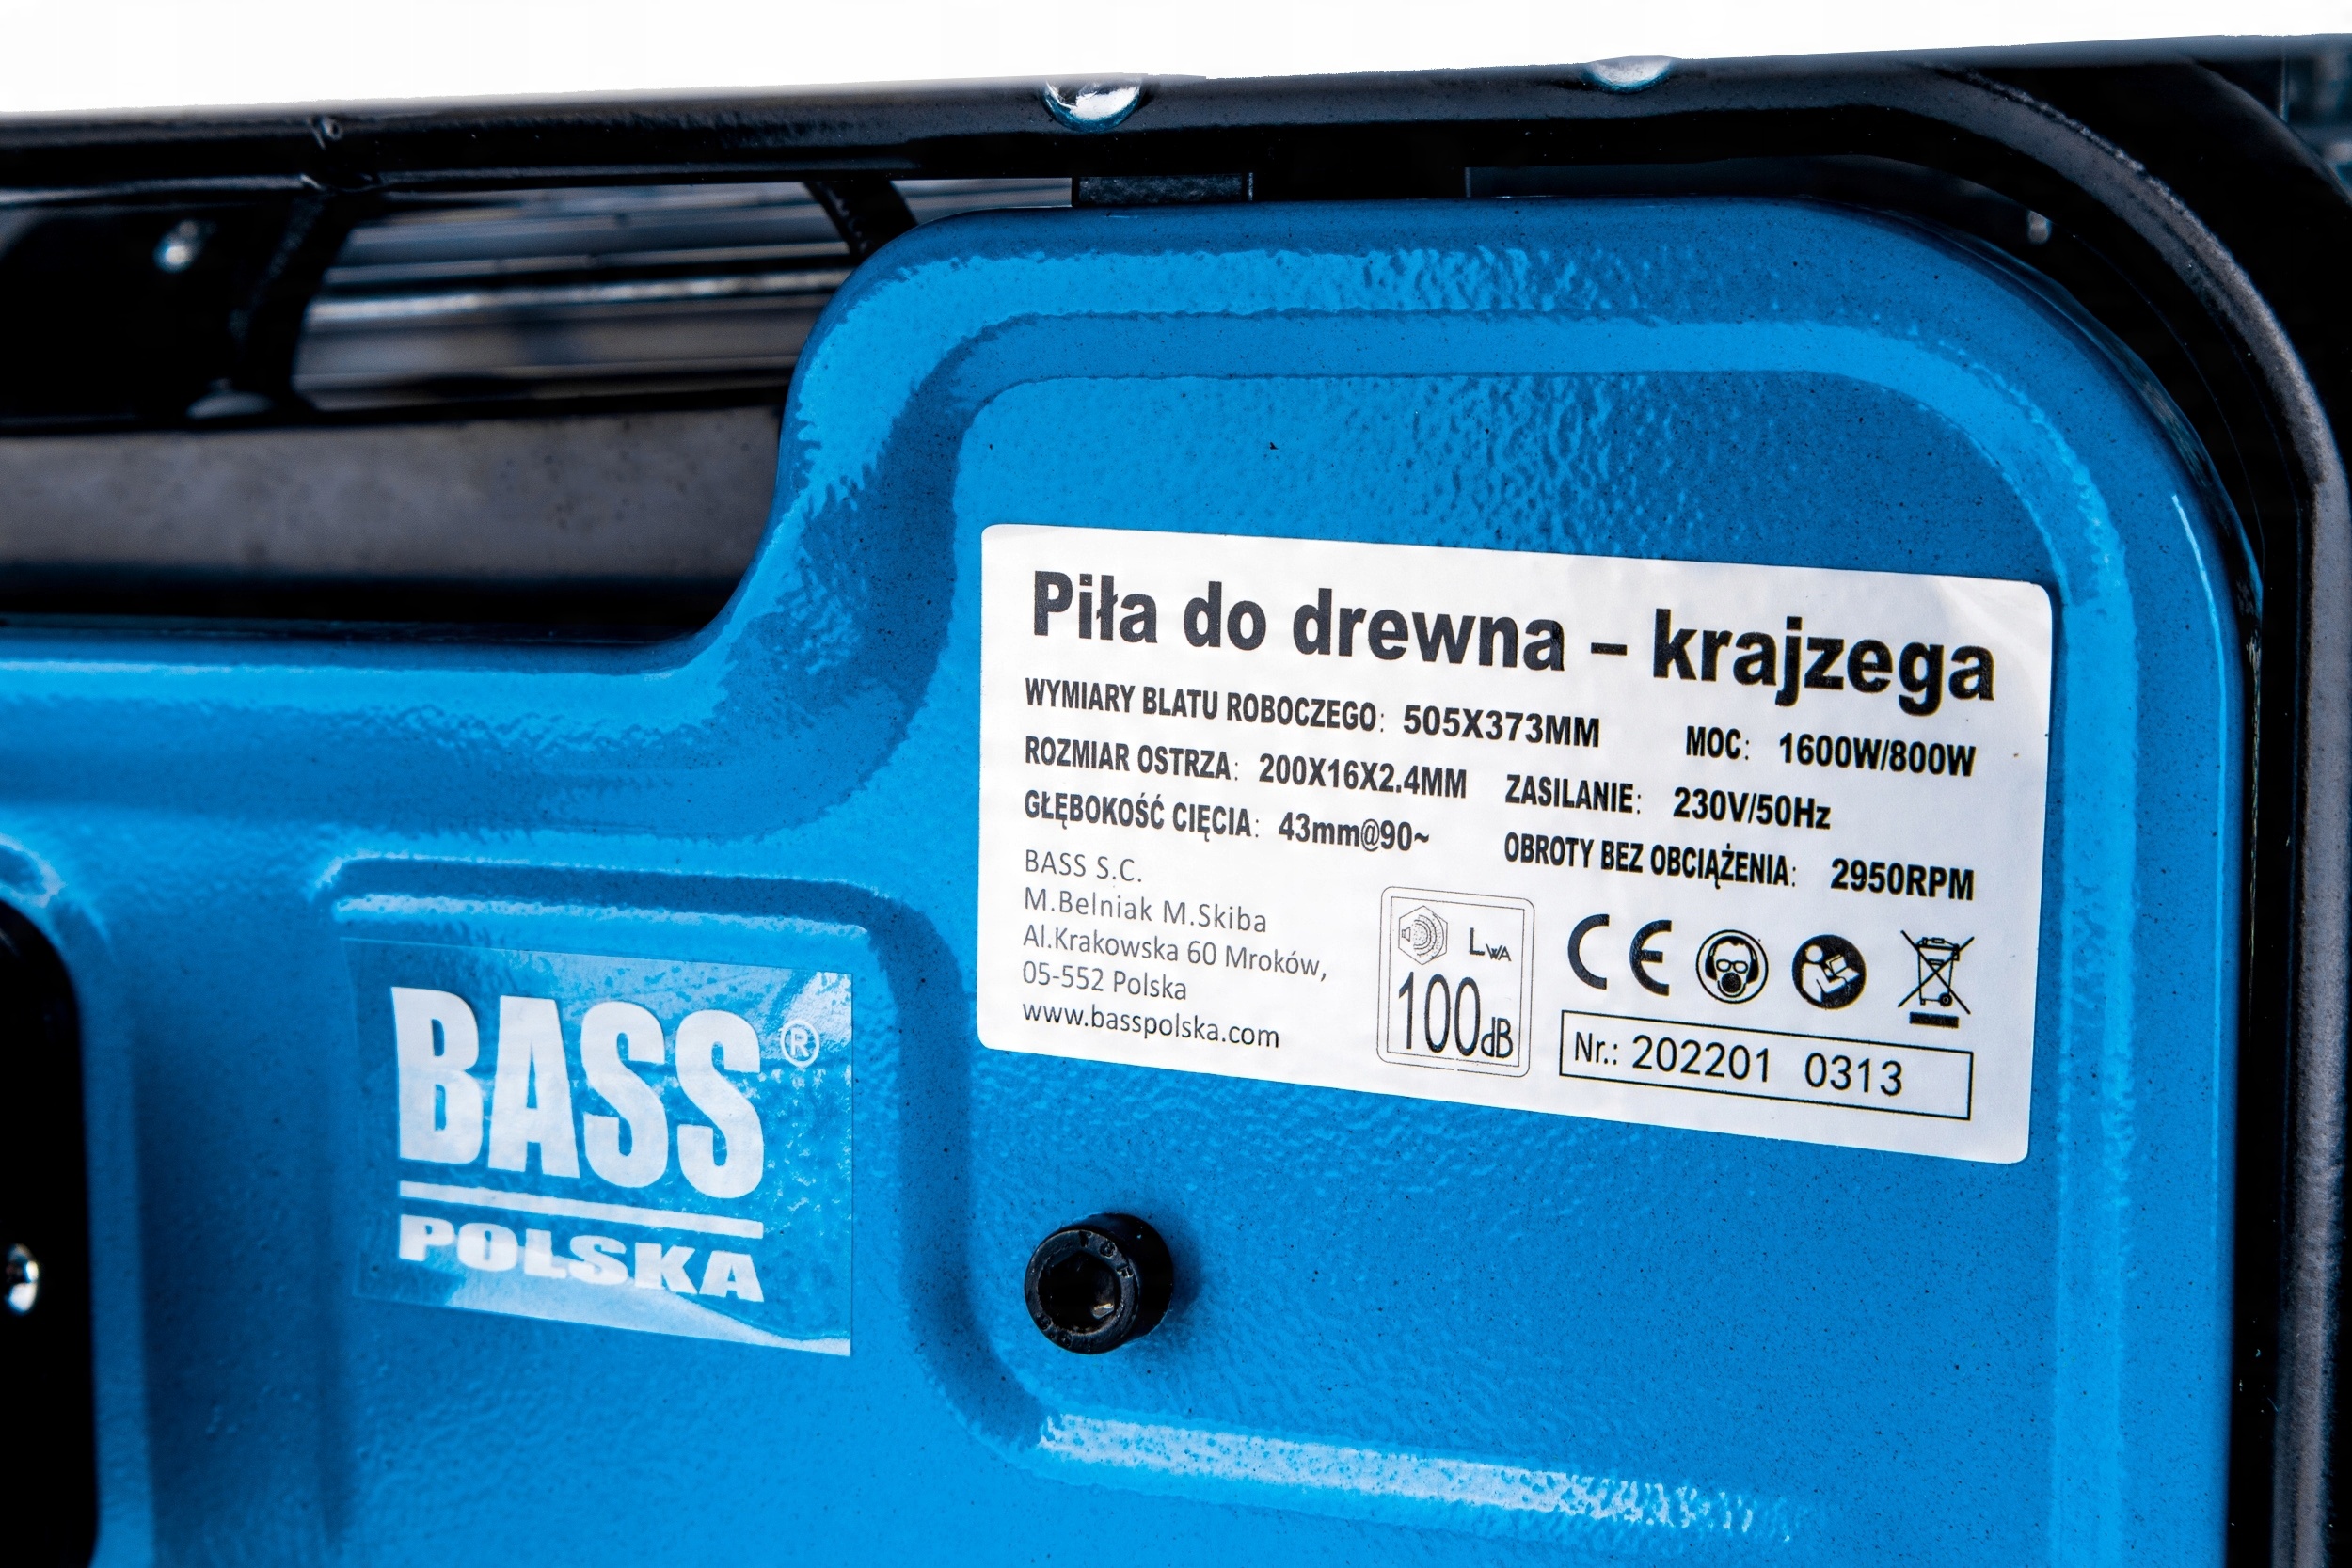 Piła do drewna – krajzega
WYMIARY BLATU ROBOCZEGO: 505X373MM MOC: 1600W/800W
ROZMIAR OSTRZA: 200X16X2.4MM ZASILANIE: 230V/50Hz
GŁĘBOKOŚĆ CIĘCIA: 43mm@90~ OBROTY BEZ OBCIĄŻENIA: 2950RPM
BASS S.C.
M.Belniak M.Skiba
Al.Krakowska 60 Mroków,
05-552 Polska
www.basspolska.com
LWA
100dB
CE
Nr.: 202201 0313
BASS®
POLSKA